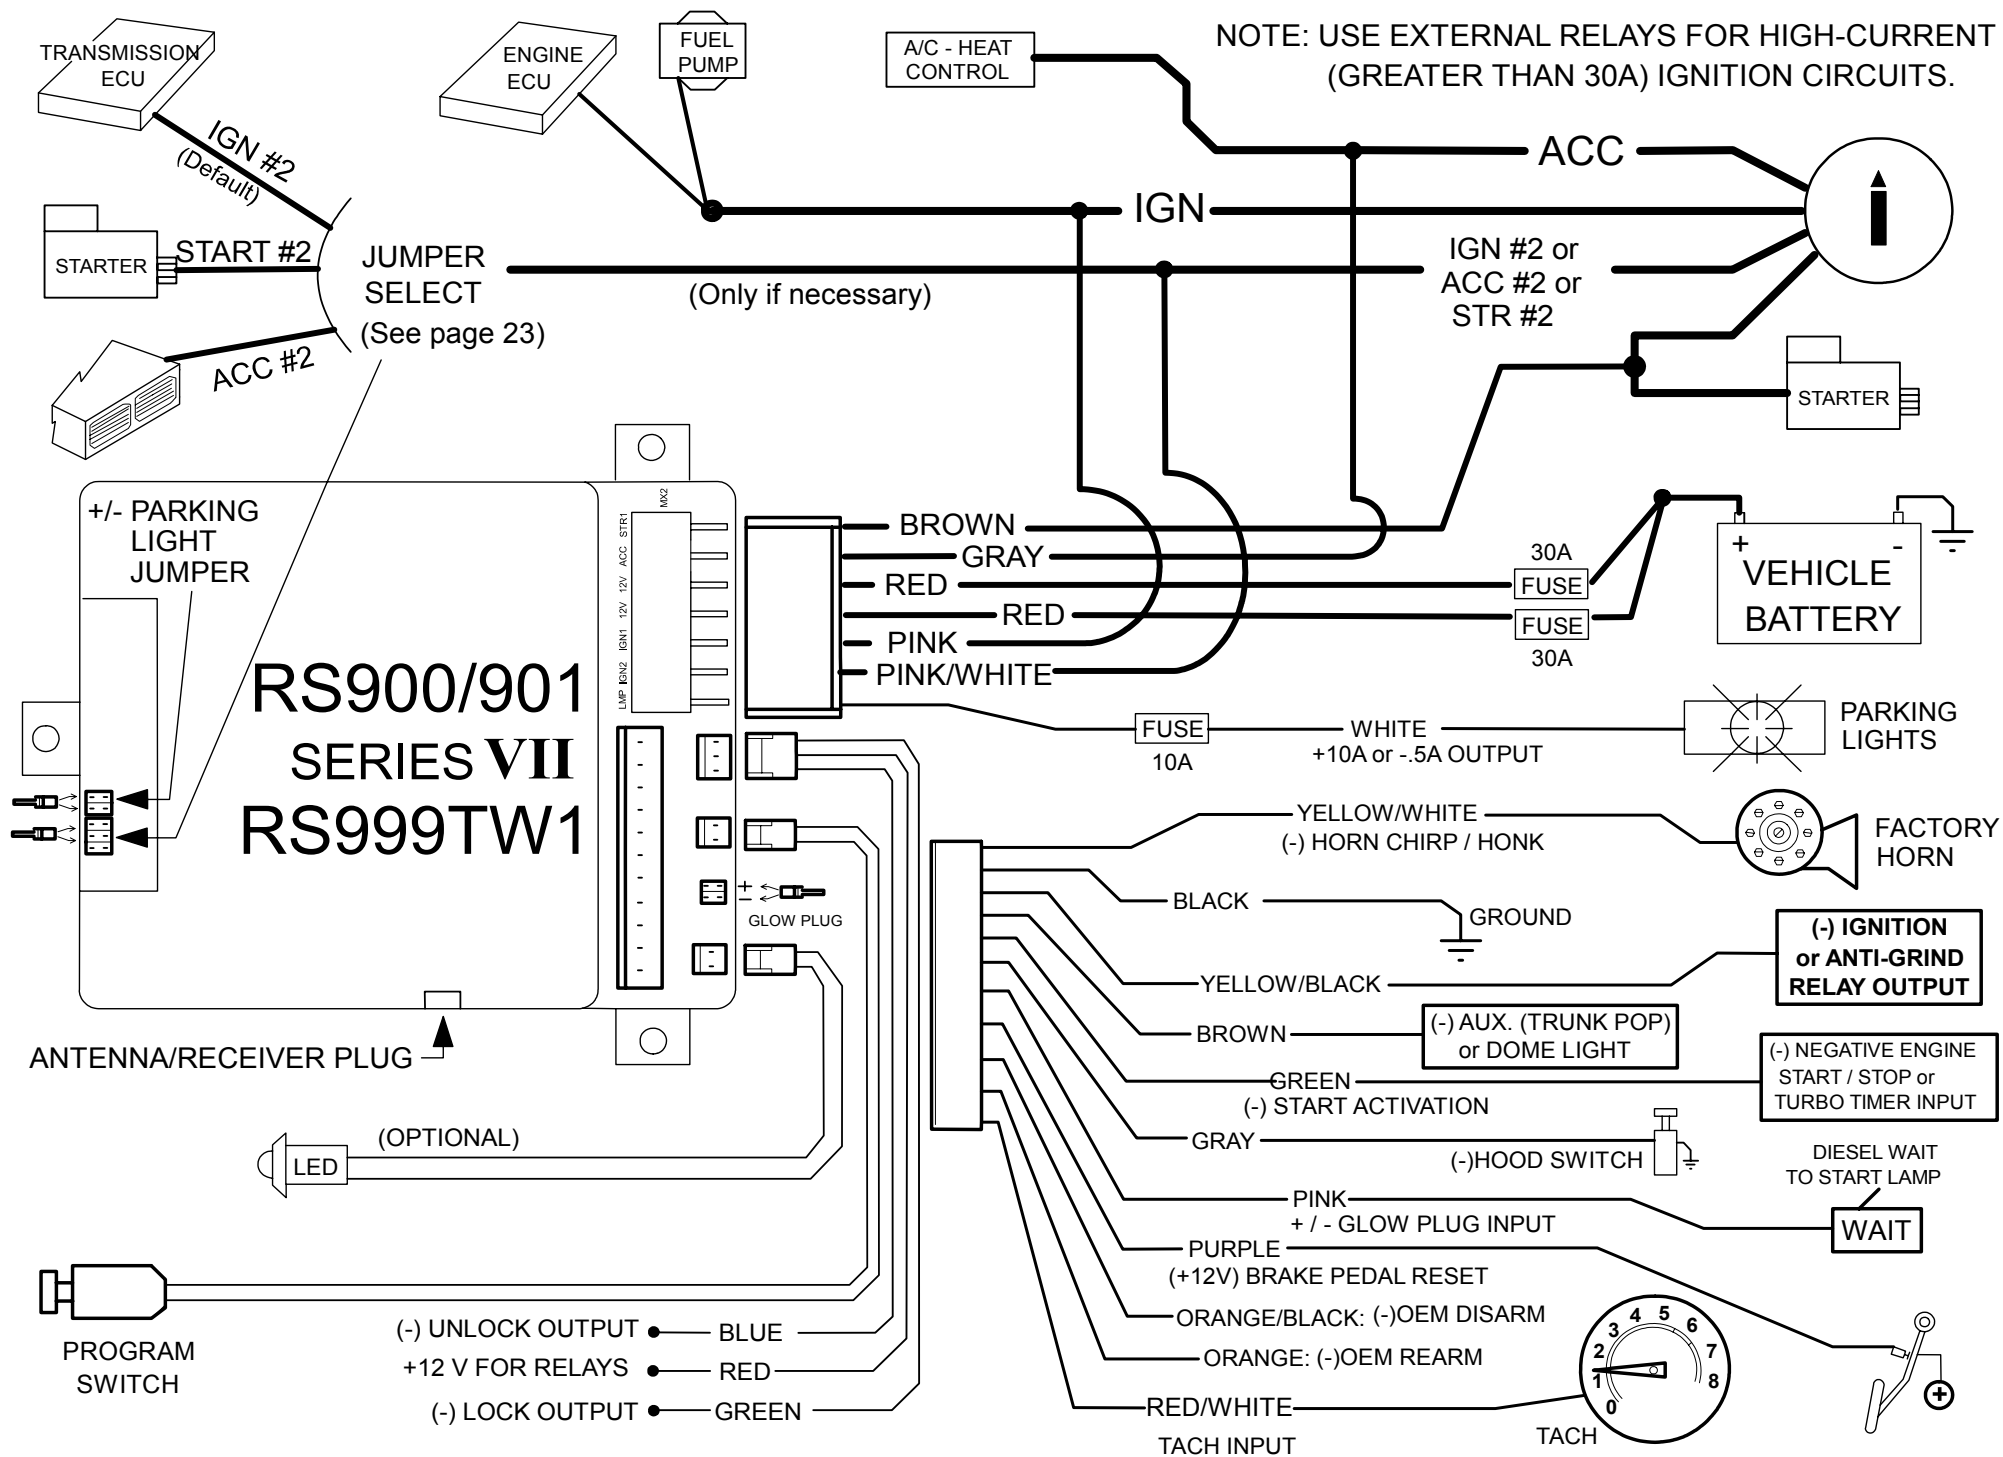 NOTE: USE EXTERNAL RELAYS FOR HIGH-CURRENT
(GREATER THAN 30A) IGNITION CIRCUITS.
TRANSMISSION
ECU
ENGINE
ECU
FUEL
PUMP
A/C - HEAT
CONTROL
IGN #2
(Default)
ACC
IGN
STARTER
START #2
JUMPER
SELECT
(See page 23)
(Only if necessary)
IGN #2 or
ACC #2 or
STR #2
ACC #2
STARTER
+/- PARKING
LIGHT
JUMPER
MX2
STR1
ACC
12V
12V
IGN1
IGN2
LMP
BROWN
GRAY
RED
RED
PINK
PINK/WHITE
30A
FUSE
FUSE
30A
+ -
VEHICLE
BATTERY
RS900/901
SERIES VII
RS999TW1
FUSE
10A
WHITE
+10A or -.5A OUTPUT
PARKING
LIGHTS
YELLOW/WHITE
(-) HORN CHIRP / HONK
FACTORY
HORN
+
-
GLOW PLUG
BLACK
GROUND
(-) IGNITION
or ANTI-GRIND
RELAY OUTPUT
YELLOW/BLACK
BROWN
(-) AUX. (TRUNK POP)
or DOME LIGHT
ANTENNA/RECEIVER PLUG
GREEN
(-) START ACTIVATION
(-) NEGATIVE ENGINE
START / STOP or
TURBO TIMER INPUT
(OPTIONAL)
LED
GRAY
(-)HOOD SWITCH
DIESEL WAIT
TO START LAMP
WAIT
PINK
+ / - GLOW PLUG INPUT
PURPLE
(+12V) BRAKE PEDAL RESET
ORANGE/BLACK: (-)OEM DISARM
ORANGE: (-)OEM REARM
RED/WHITE
TACH INPUT
0 1 2 3 4 5 6 7 8
TACH
+
PROGRAM
SWITCH
(-) UNLOCK OUTPUT BLUE
+12 V FOR RELAYS RED
(-) LOCK OUTPUT GREEN